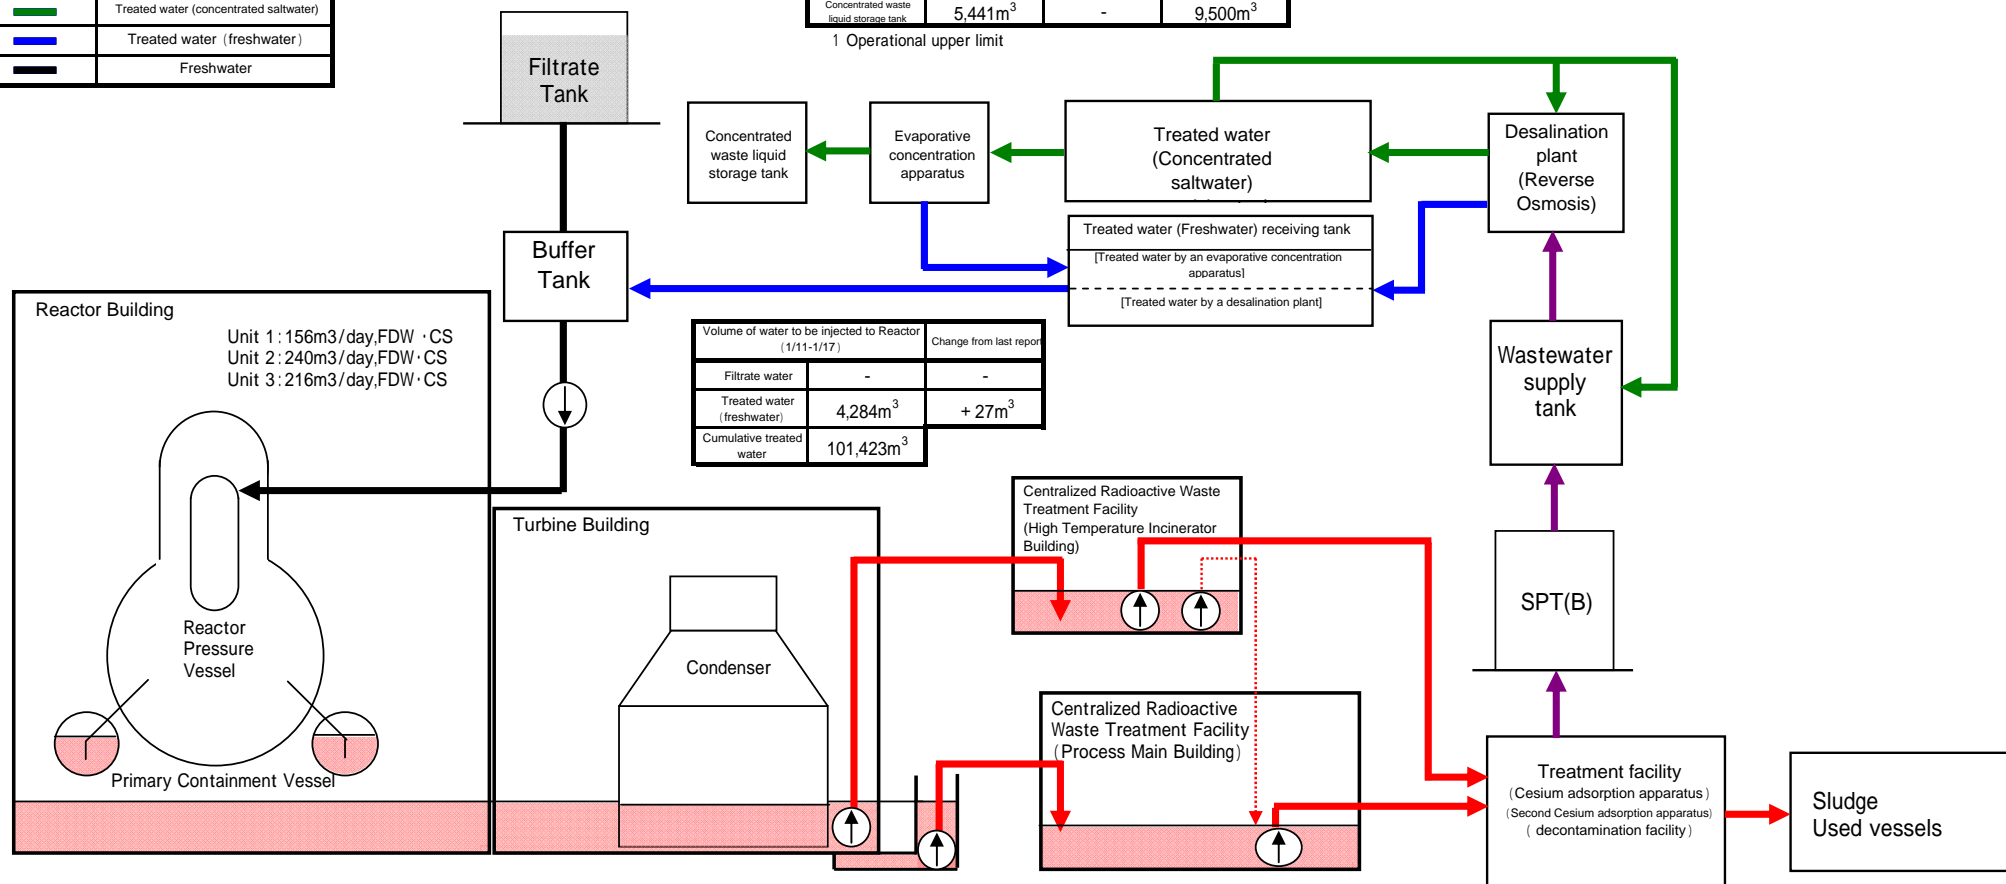 Treated water (concentrated saltwater)
Treated water (freshwater)
Freshwater
Concentrated waste
liquid storage tank
5,441m³
-
9,500m³
1 Operational upper limit
Filtrate
Tank
Concentrated
waste liquid
storage tank
Evaporative
concentration
apparatus
Treated water
(Concentrated
saltwater)
Desalination
plant
(Reverse
Osmosis)
Treated water (Freshwater) receiving tank
[Treated water by an evaporative concentration
apparatus]
[Treated water by a desalination plant]
Buffer
Tank
Reactor Building
Unit 1:156m3/day,FDW・CS
Unit 2:240m3/day,FDW・CS
Unit 3:216m3/day,FDW・CS
Volume of water to be injected to Reactor
(1/11-1/17)
Change from last report
Filtrate water
-
-
Treated water
(freshwater)
4,284m³
+ 27m³
Cumulative treated
water
101,423m³
Wastewater
supply
tank
Centralized Radioactive Waste
Treatment Facility
(High Temperature Incinerator
Building)
Turbine Building
SPT(B)
Reactor
Pressure
Vessel
Condenser
Centralized Radioactive
Waste Treatment Facility
(Process Main Building)
Primary Containment Vessel
Treatment facility
(Cesium adsorption apparatus)
(Second Cesium adsorption apparatus)
( decontamination facility)
Sludge
Used vessels